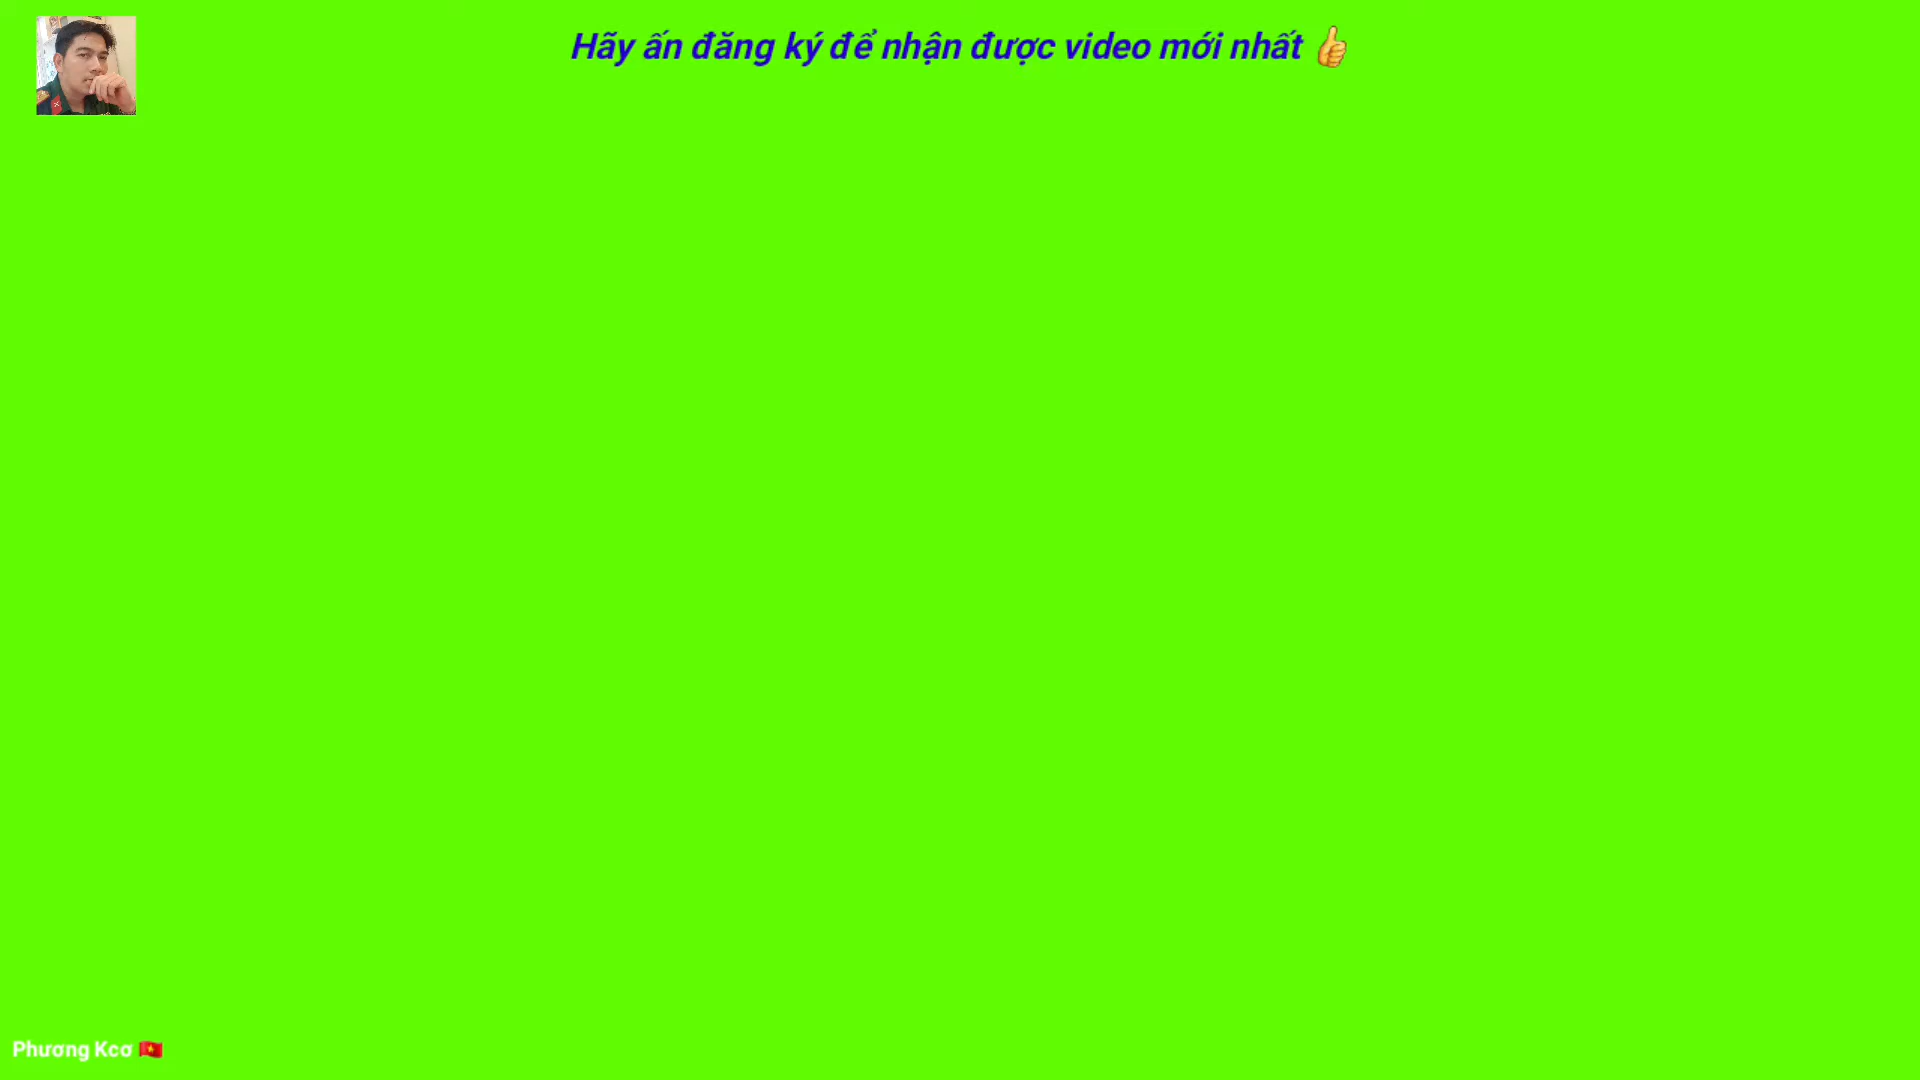 Hãy ấn đăng ký để nhận được video mới nhất 👍
Phương Kcơ 🇻🇳